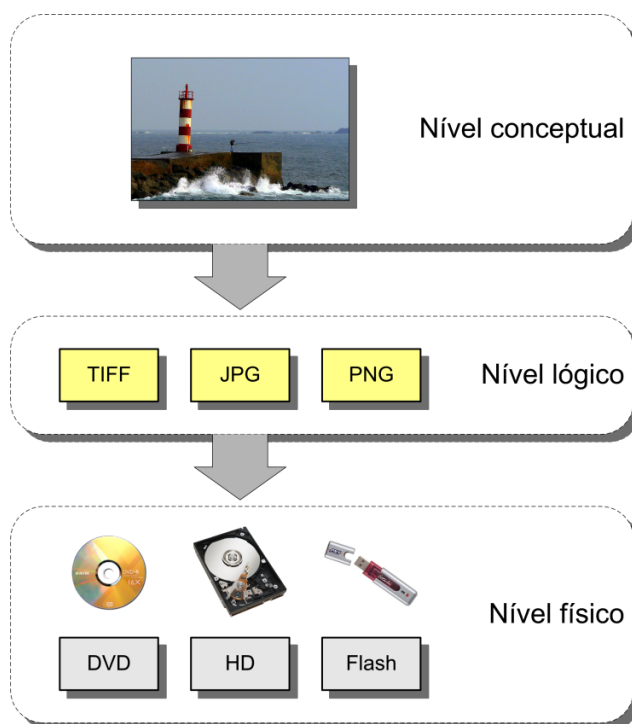 Nível conceptual
TIFF
JPG
PNG
Nível lógico
DVD
HD
Flash
Nível físico